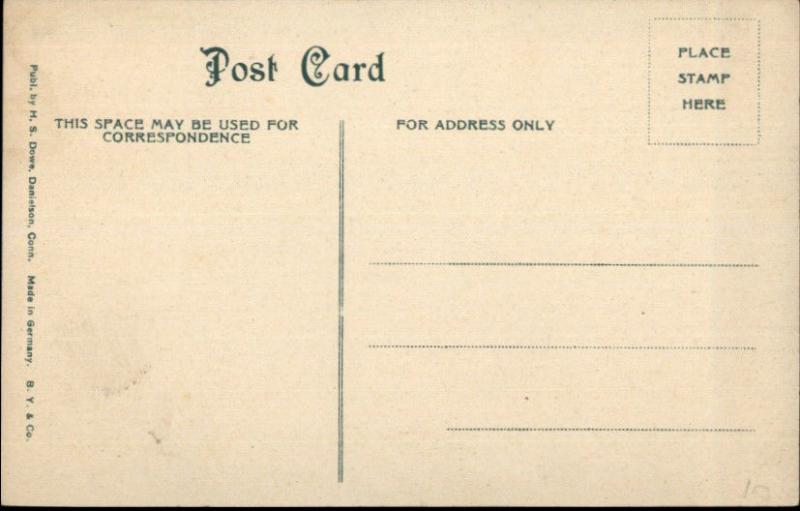 Post Card
PLACE
STAMP
HERE
THIS SPACE MAY BE USED FOR
CORRESPONDENCE
FOR ADDRESS ONLY
Publ. by H. S. Dowe, Danielson, Conn. Made in Germany. B. Y. & Co.
10